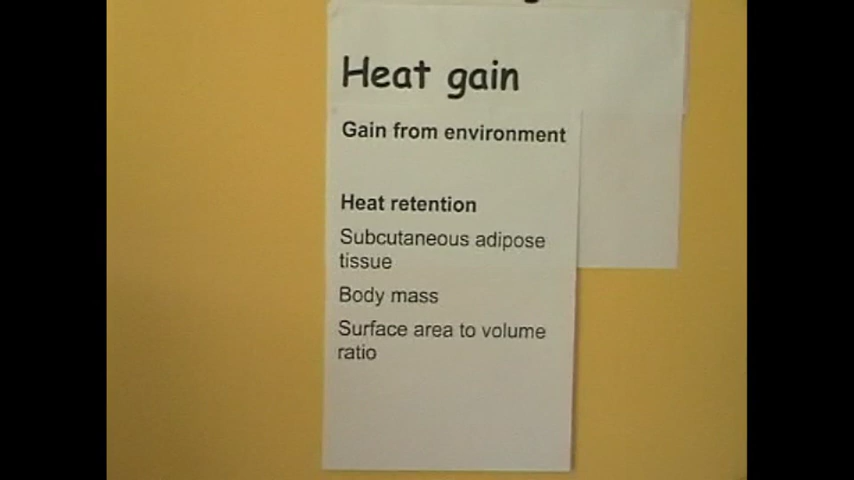 Heat gain
Gain from environment
Heat retention
Subcutaneous adipose
tissue
Body mass
Surface area to volume
ratio